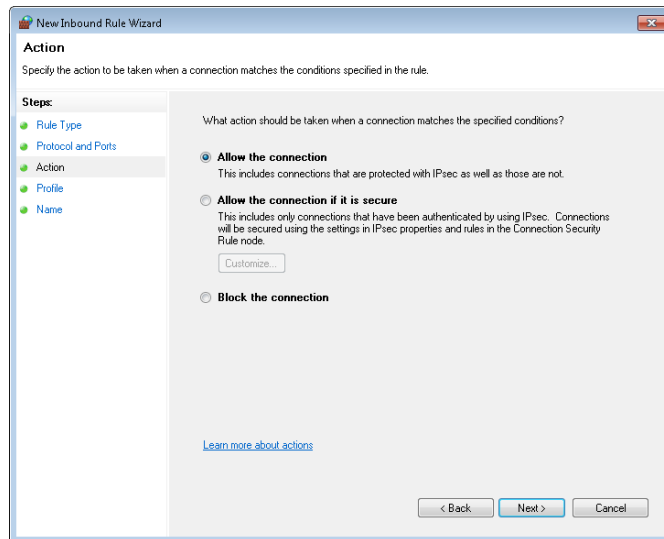 New Inbound Rule Wizard
Action
Specify the action to be taken when a connection matches the conditions specified in the rule.
Steps:
Rule Type
Protocol and Ports
Action
Profile
Name
What action should be taken when a connection matches the specified conditions?
Allow the connection
This includes connections that are protected with IPsec as well as those are not.
Allow the connection if it is secure
This includes only connections that have been authenticated by using IPsec. Connections
will be secured using the settings in IPsec properties and rules in the Connection Security
Rule node.
Customize...
Block the connection
Learn more about actions
< Back
Next >
Cancel